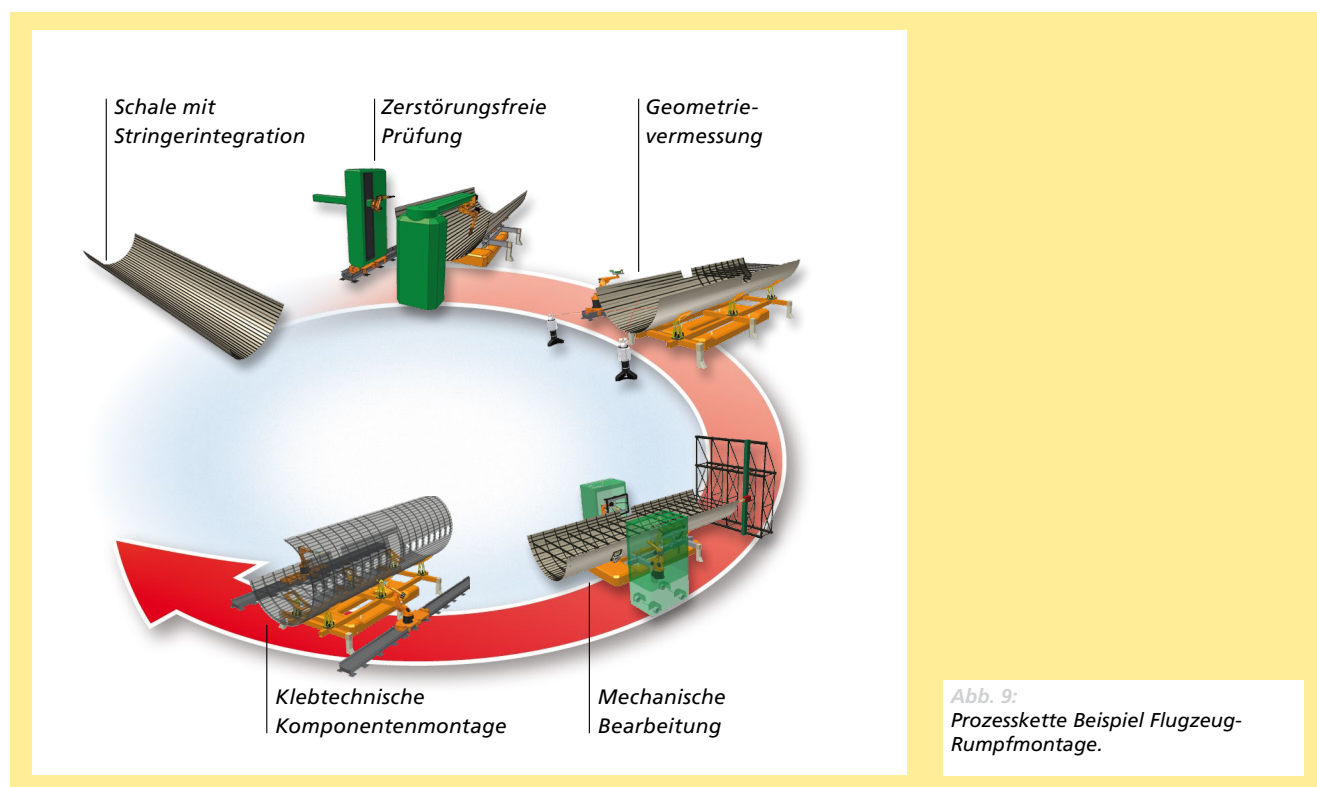 Schale mit
Stringerintegration
Zerstörungsfreie
Prüfung
Geometrie-
vermessung
Klebtechnische
Komponentenmontage
Mechanische
Bearbeitung
Abb. 9:
Prozesskette Beispiel Flugzeug-
Rumpfmontage.